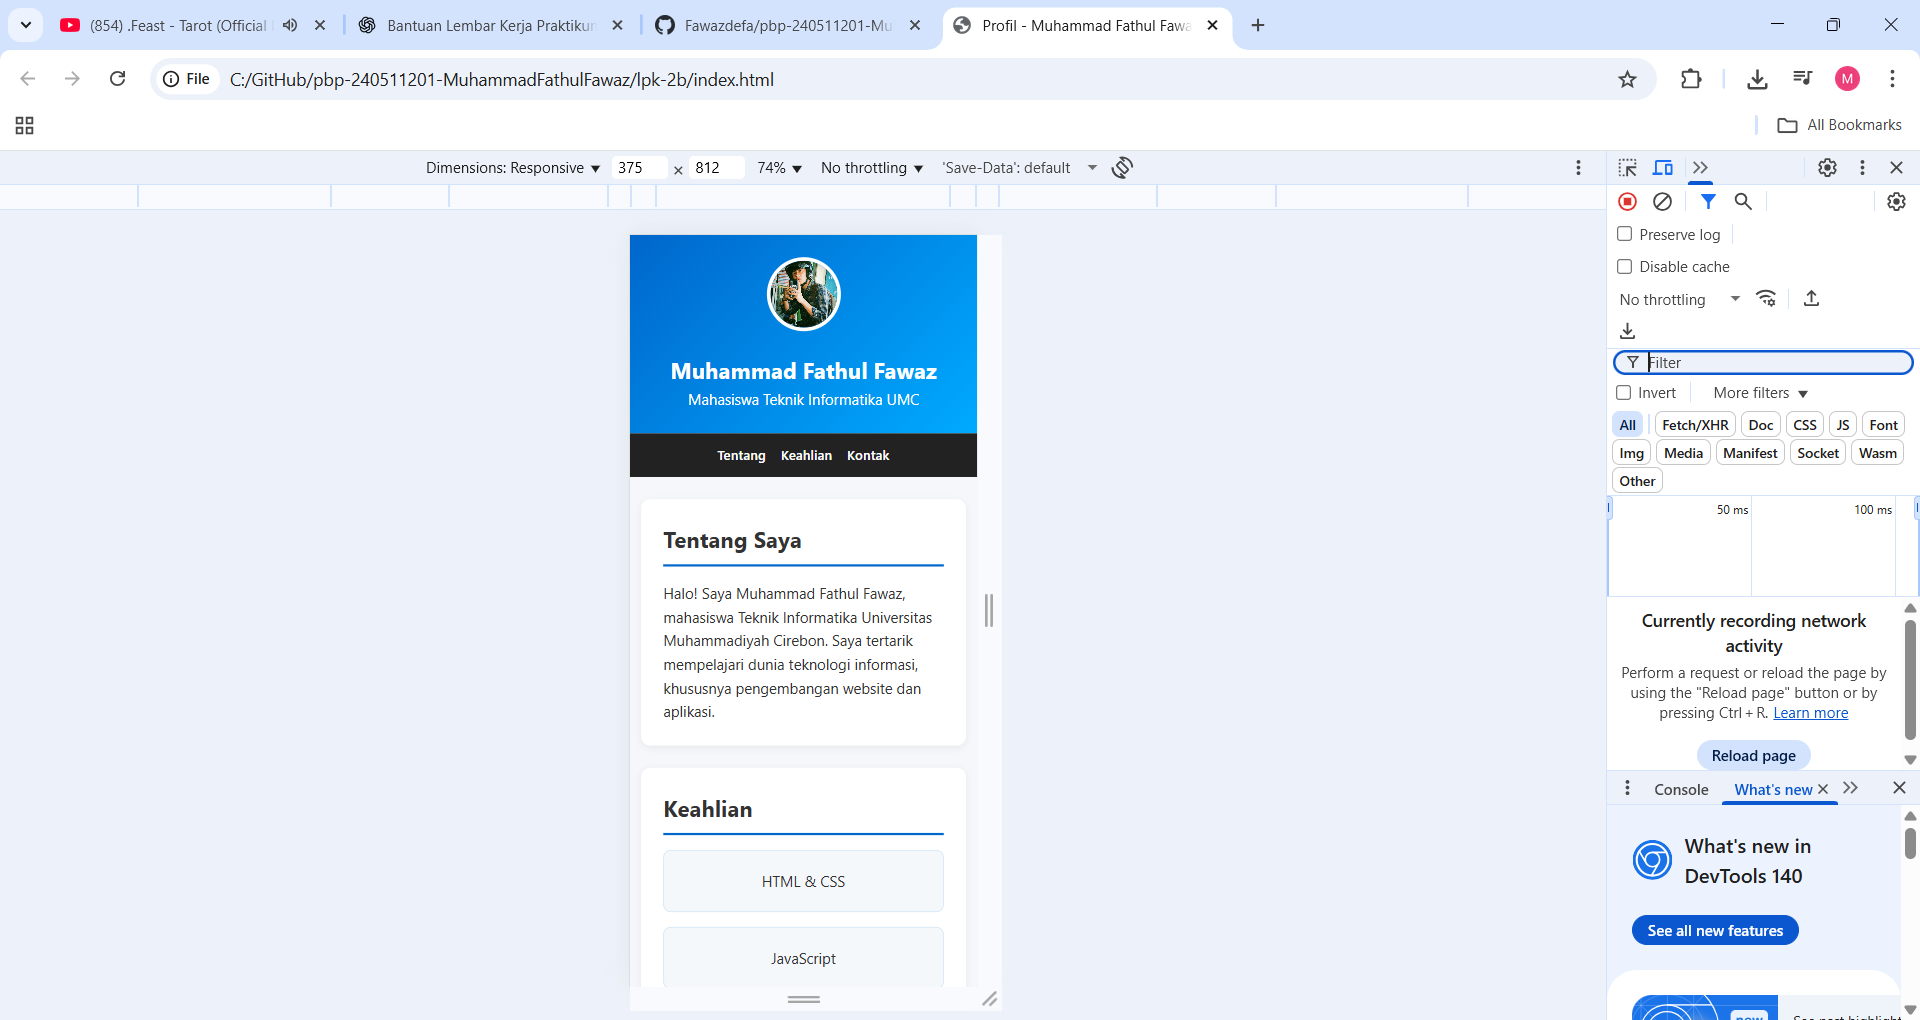 (854) .Feast - Tarot (Official
Bantuan Lembar Kerja Praktikun
Fawazdefa/pbp-240511201-Mu
Profil - Muhammad Fathul Fawa
File
C:/GitHub/pbp-240511201-MuhammadFathulFawaz/lpk-2b/index.html
M
All Bookmarks
Dimensions: Responsive ▼ 375 × 812 74% ▼ No throttling ▼ 'Save-Data': default
Preserve log
Disable cache
No throttling
Filter
Invert
More filters ▼
All Fetch/XHR Doc CSS JS Font
Img Media Manifest Socket Wasm
Other
50 ms 100 ms
Currently recording network
activity
Perform a request or reload the page by
using the "Reload page" button or by
pressing Ctrl + R. Learn more
Reload page
Console What's new
What's new in
DevTools 140
See all new features
new
Muhammad Fathul Fawaz
Mahasiswa Teknik Informatika UMC
Tentang Keahlian Kontak
Tentang Saya
Halo! Saya Muhammad Fathul Fawaz,
mahasiswa Teknik Informatika Universitas
Muhammadiyah Cirebon. Saya tertarik
mempelajari dunia teknologi informasi,
khususnya pengembangan website dan
aplikasi.
Keahlian
HTML & CSS
JavaScript